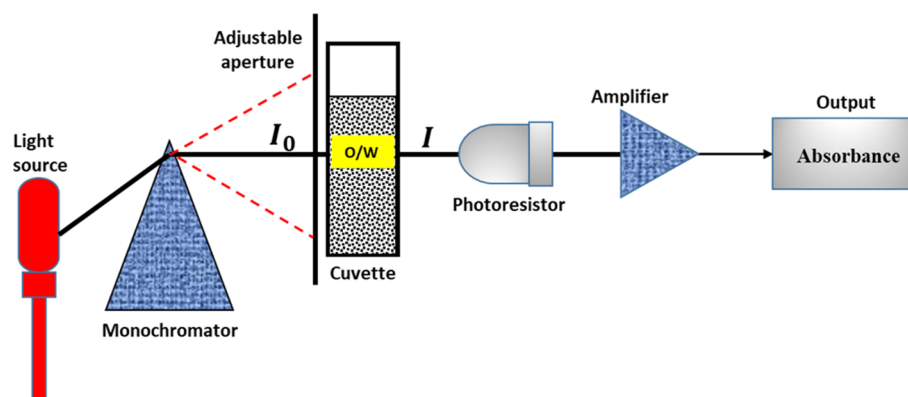 Light
source
Monochromator
Adjustable
aperture
I₀
O/W
Cuvette
I
Photoresistor
Amplifier
Output
Absorbance